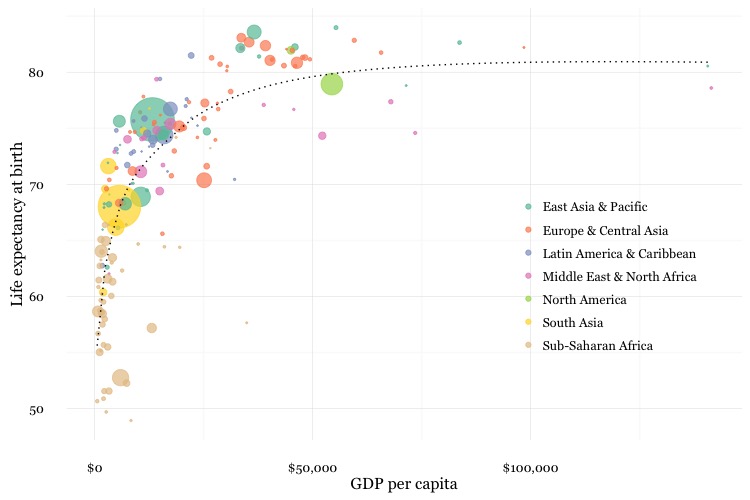 80
70
60
50
Life expectancy at birth
East Asia & Pacific
Europe & Central Asia
Latin America & Caribbean
Middle East & North Africa
North America
South Asia
Sub-Saharan Africa
$0
$50,000
$100,000
GDP per capita